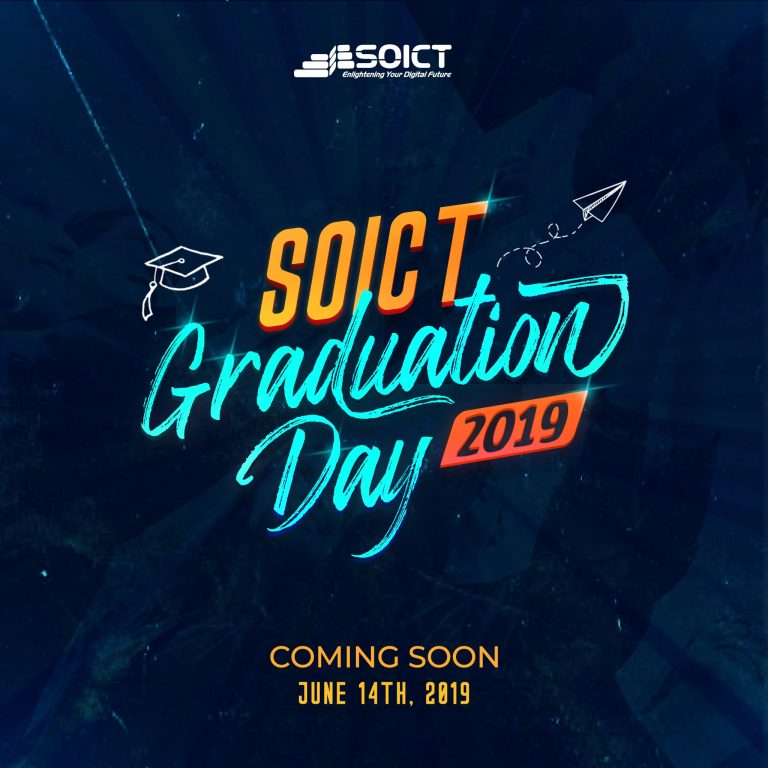 SOICT
Enlightening Your Digital Future
SOICT
Graduation
Day 2019
COMING SOON
JUNE 14TH, 2019